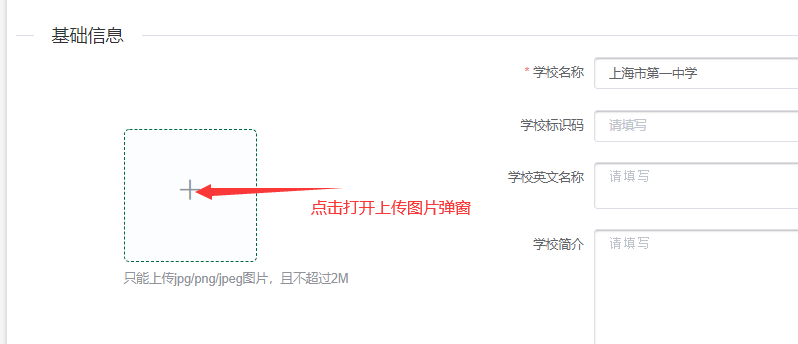 基础信息
* 学校名称 上海市第一中学
学校标识码 请填写
学校英文名称 请填写
点击打开上传图片弹窗
学校简介 请填写
只能上传jpg/png/jpeg图片，且不超过2M